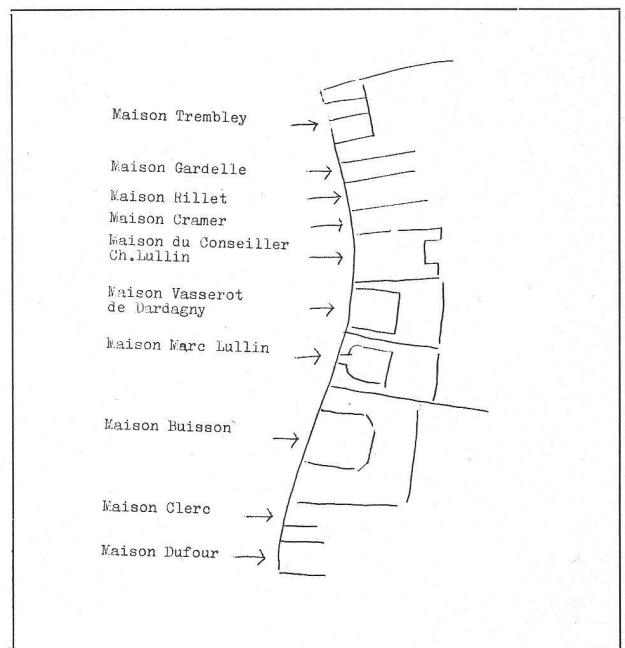 Maison Trembley
Maison Gardelle
Maison Rillet
Maison Cramer
Maison du Conseiller
Ch.Lullin
Maison Vasserot
de Dardagny
Maison Marc Lullin
Maison Buisson
Maison Clerc
Maison Dufour